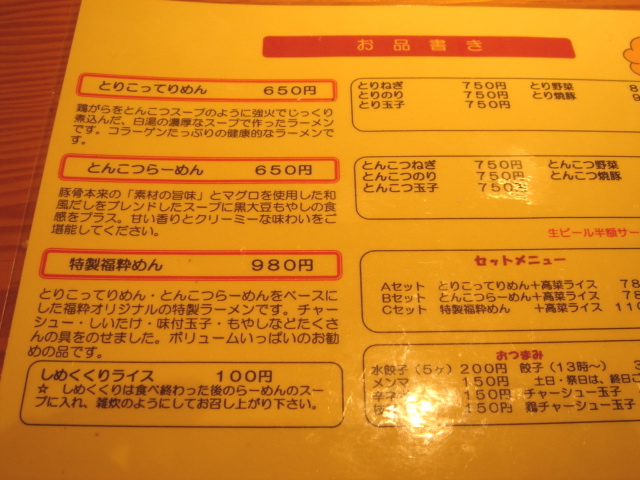 お品書き
とりこってりめん 650円
鶏がらをとんこつスープのように強火でじっくり
煮込んだ、白湯の濃厚なスープで作ったラーメン
です。コラーゲンたっぷりの健康的なラーメンで
す。
とんこつらーめん 650円
豚骨本来の「素材の旨味」とマグロを使用した和
風だしをブレンドしたスープに黒大豆もやしの食
感をプラス。甘い香りとクリーミーな味わいをご
堪能してください。
特製福粋めん 980円
とりこってりめん・とんこつらーめんをベースに
した福粋オリジナルの特製ラーメンです。チャー
シュー・しいたけ・味付玉子・もやしなどたくさ
んの具をのせました。ボリュームいっぱいのお勧
めの品です。
しめくくりライス 100円
☆ しめくくりは食べ終わった後のらーめんのスー
プに入れ、雑炊のようにしてお召し上がり下さい。
とりねぎ 750円 とり野菜
とりのり 750円 とり焼豚
とり玉子 750円
とんこつねぎ 750円 とんこつ野菜
とんこつのり 750円 とんこつ焼豚
とんこつ玉子 750円
生ビール半額サー
セットメニュー
Aセット とりこってりめん+高菜ライス 78
Bセット とんこつらーめん+高菜ライス 78
Cセット 特製福粋めん +高菜ライス 110
おつまみ
水餃子(5ヶ) 200円 餃子(13時～) 3
メンマ 150円 土日・祭日は、終日
辛ネ 150円 チャーシュー玉子
150円 鶏チャーシュー玉子